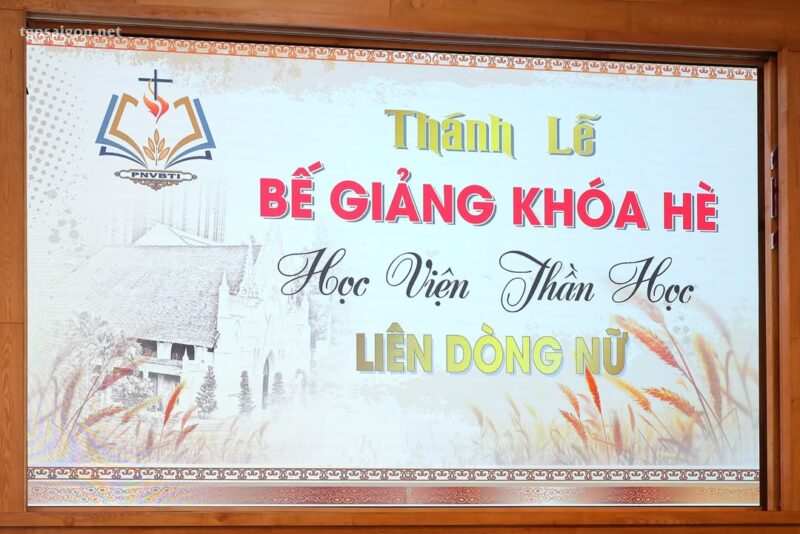 tgpsaigon.net
PNVBTI
Thánh Lễ
BẾ GIẢNG KHÓA HÈ
Học Viện Thần Học
LIÊN DÒNG NỮ